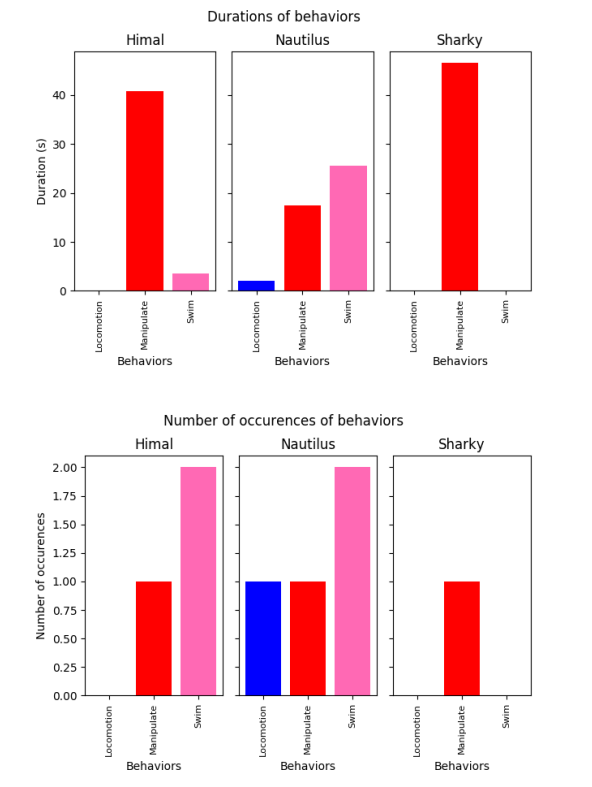 Durations of behaviors
Himal Nautilus Sharky
40
30
20
10
0
Duration (s)
Locomotion Manipulate Swim Locomotion Manipulate Swim Locomotion Manipulate Swim
Behaviors Behaviors Behaviors
Number of occurences of behaviors
Himal Nautilus Sharky
2.00
1.75
1.50
1.25
1.00
0.75
0.50
0.25
0.00
Number of occurences
Locomotion Manipulate Swim Locomotion Manipulate Swim Locomotion Manipulate Swim
Behaviors Behaviors Behaviors